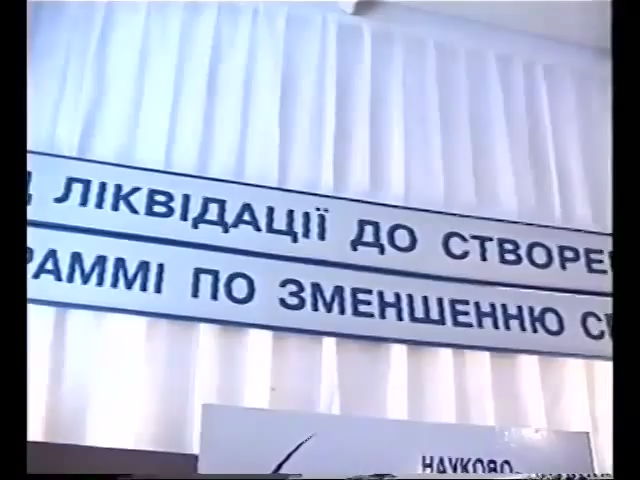 ЛІКВІДАЦІЇ ДО СТВОРЕ
РАММІ ПО ЗМЕНШЕННЮ С
НАУКОВО-